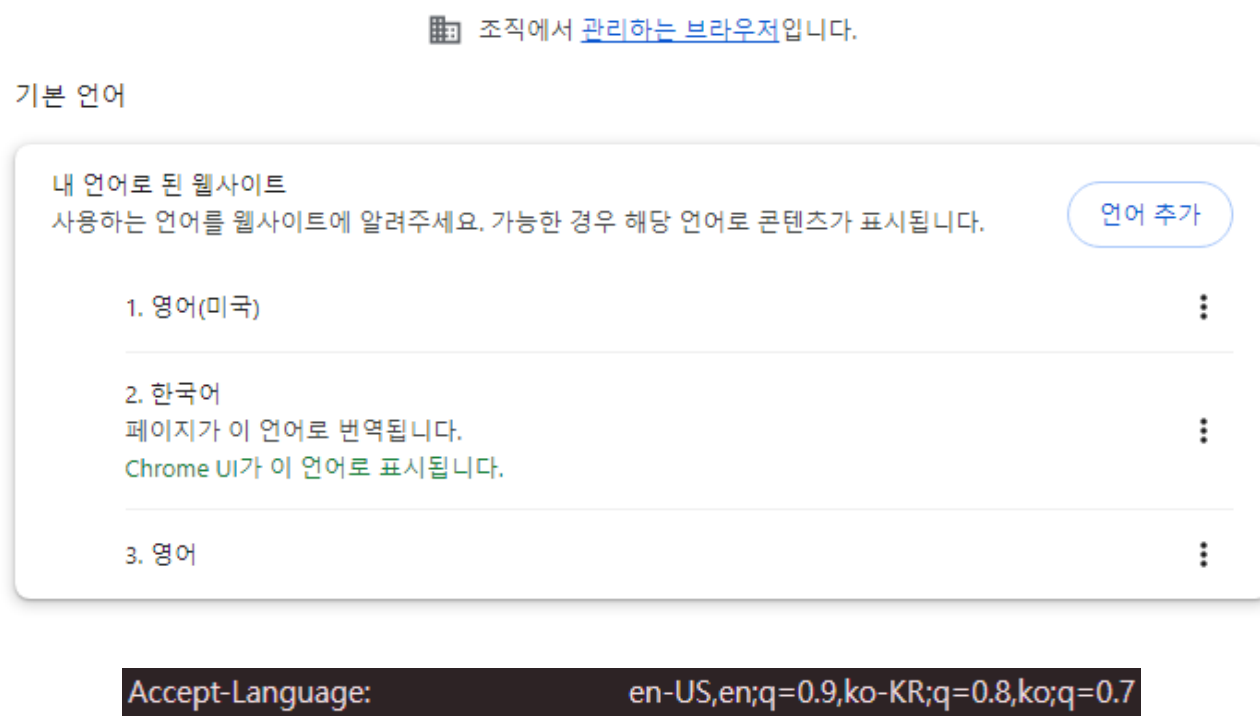 조직에서 관리하는 브라우저입니다.
기본 언어
내 언어로 된 웹사이트
사용하는 언어를 웹사이트에 알려주세요. 가능한 경우 해당 언어로 콘텐츠가 표시됩니다.
언어 추가
1. 영어(미국)
2. 한국어
페이지가 이 언어로 번역됩니다.
Chrome UI가 이 언어로 표시됩니다.
3. 영어
Accept-Language: en-US,en;q=0.9,ko-KR;q=0.8,ko;q=0.7